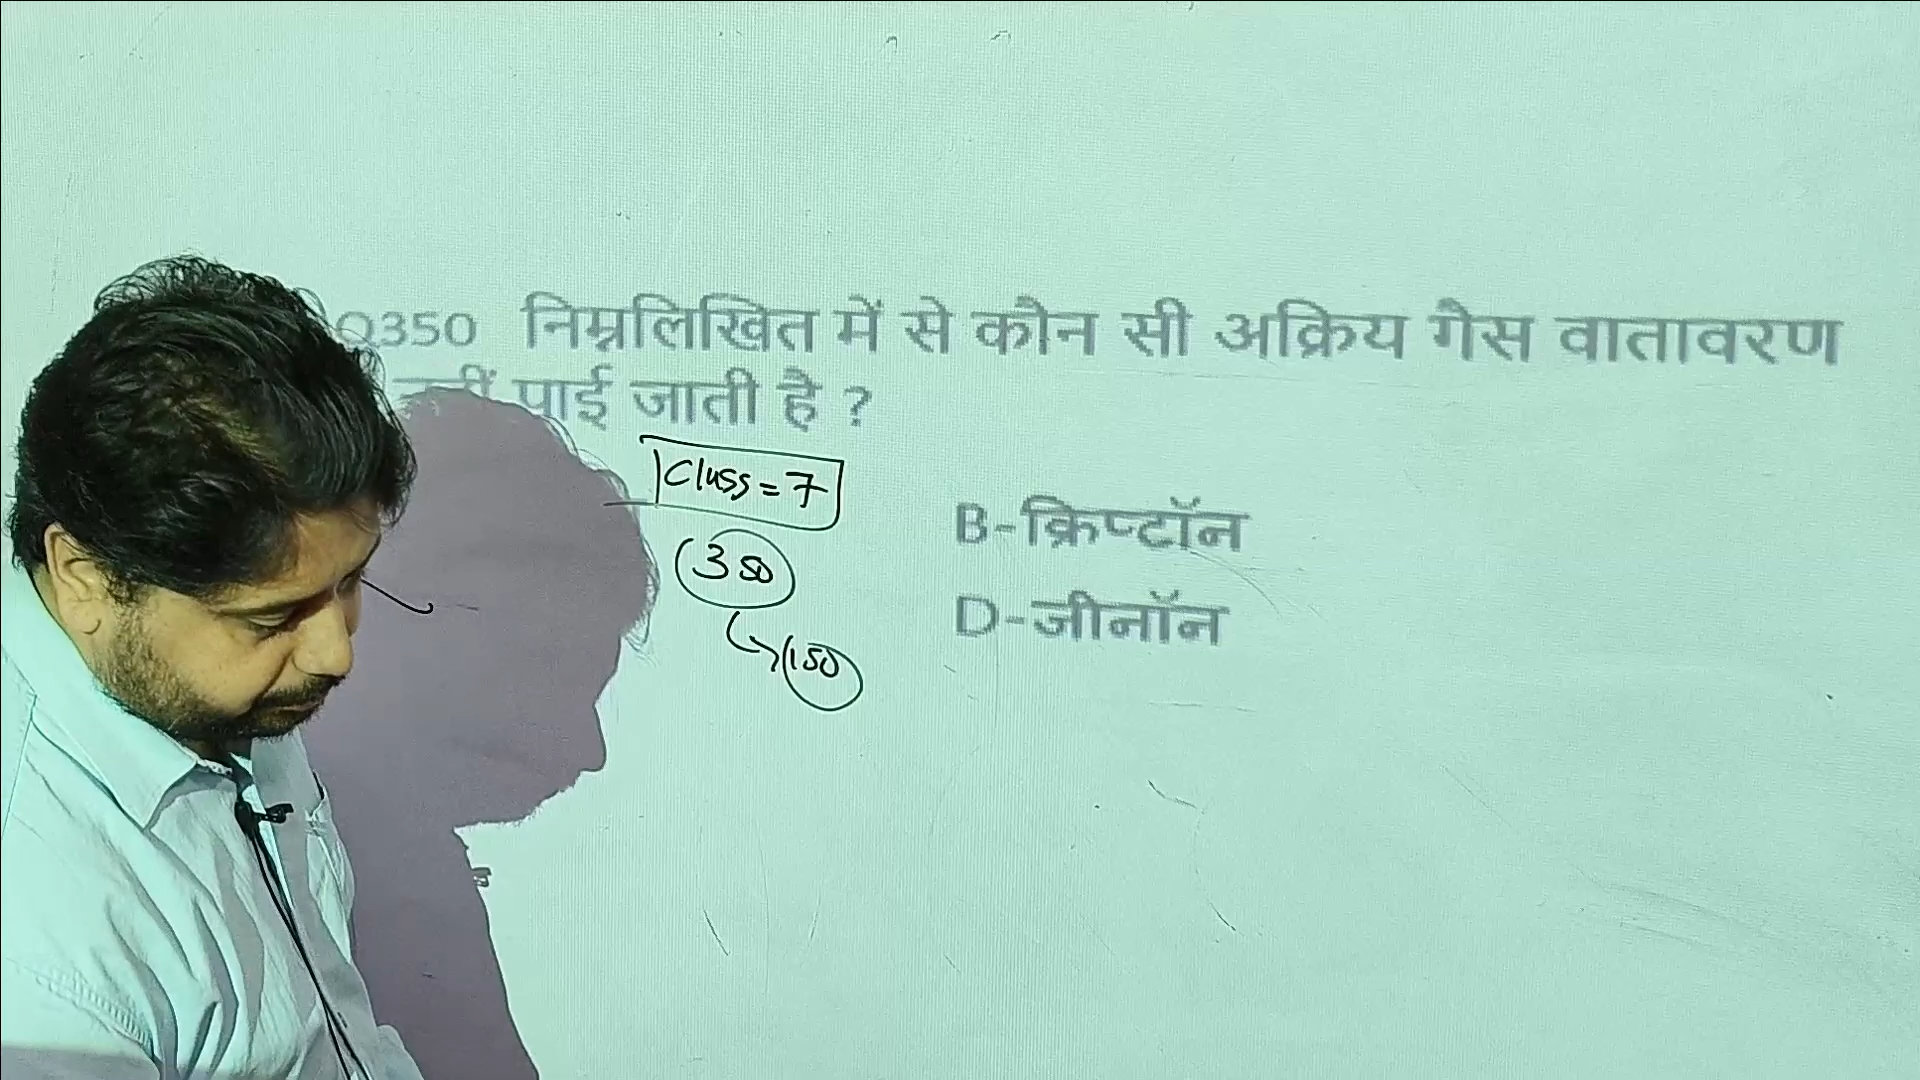 Q350 निम्नलिखित में से कौन सी अक्रिय गैस वातावरण
पाई जाती है ?
Class = 7
350
150
B-क्रिप्टॉन
D-जीनॉन